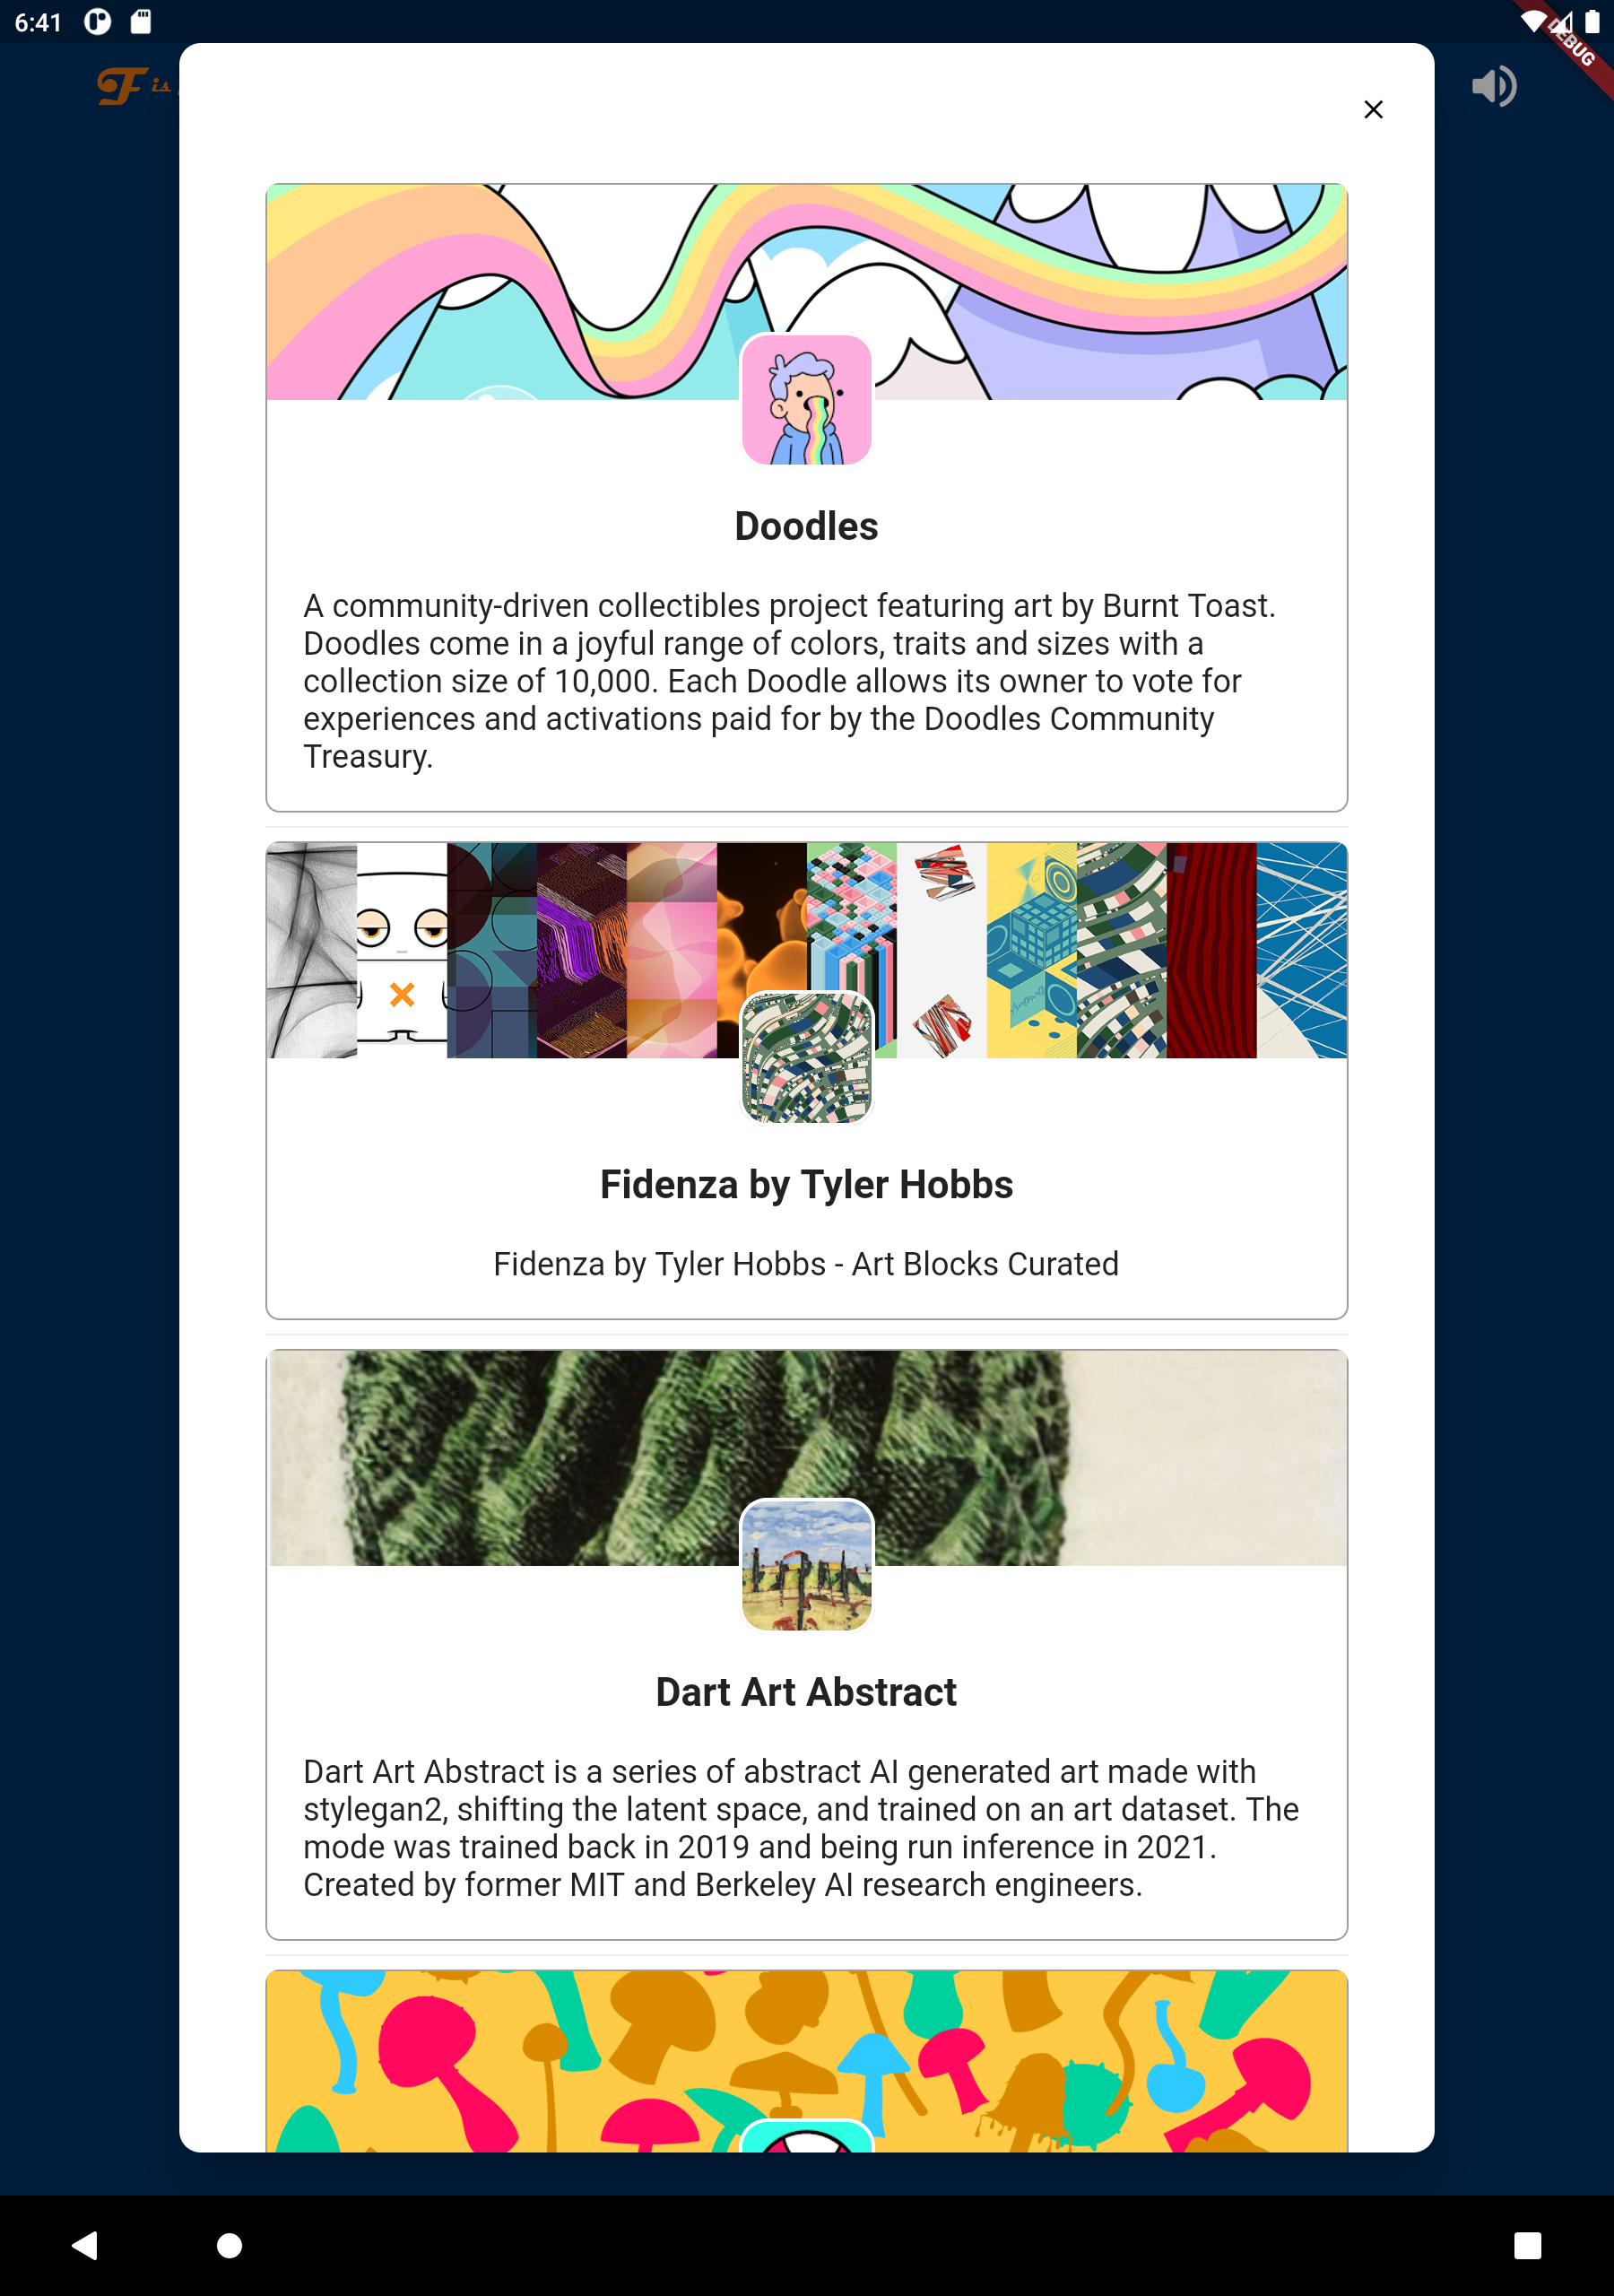 6:41
DEBUG
F is
Doodles
A community-driven collectibles project featuring art by Burnt Toast.
Doodles come in a joyful range of colors, traits and sizes with a
collection size of 10,000. Each Doodle allows its owner to vote for
experiences and activations paid for by the Doodles Community
Treasury.
Fidenza by Tyler Hobbs
Fidenza by Tyler Hobbs - Art Blocks Curated
Dart Art Abstract
Dart Art Abstract is a series of abstract AI generated art made with
stylegan2, shifting the latent space, and trained on an art dataset. The
mode was trained back in 2019 and being run inference in 2021.
Created by former MIT and Berkeley AI research engineers.